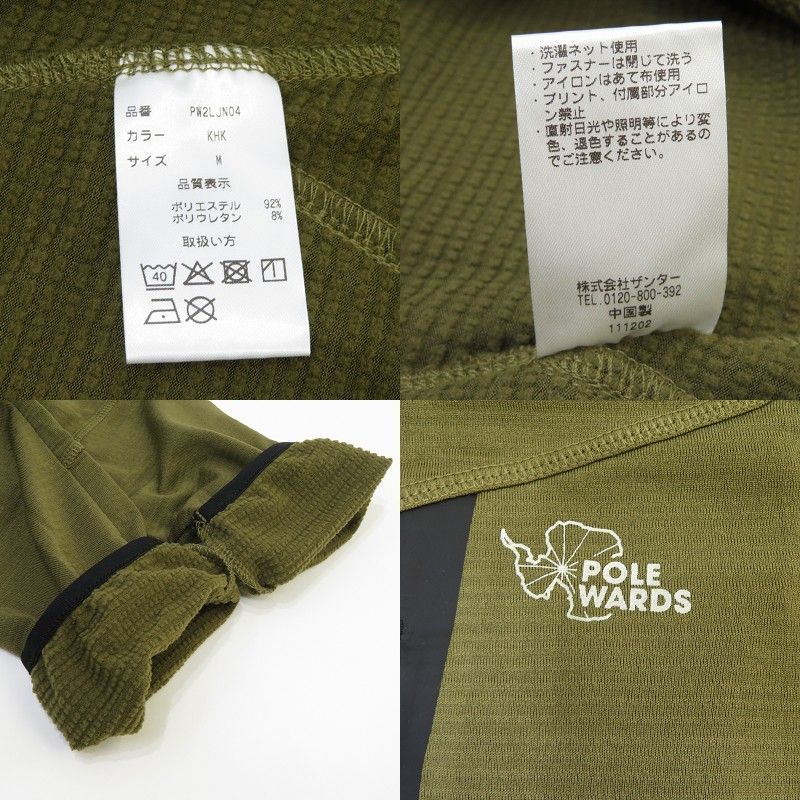 品番 PW2LJN04
カラー KHK
サイズ M
品質表示
ポリエステル 92%
ポリウレタン 8%
取扱い方
40
・洗濯ネット使用
・ファスナーは閉じて洗う
・アイロンはあて布使用
・プリント、付属部分アイロ
ン禁止
・直射日光や照明等により変
色、退色することがあるの
でご注意ください。
株式会社ザンター
TEL.0120-800-392
中国製
111202
POLE
WARDS